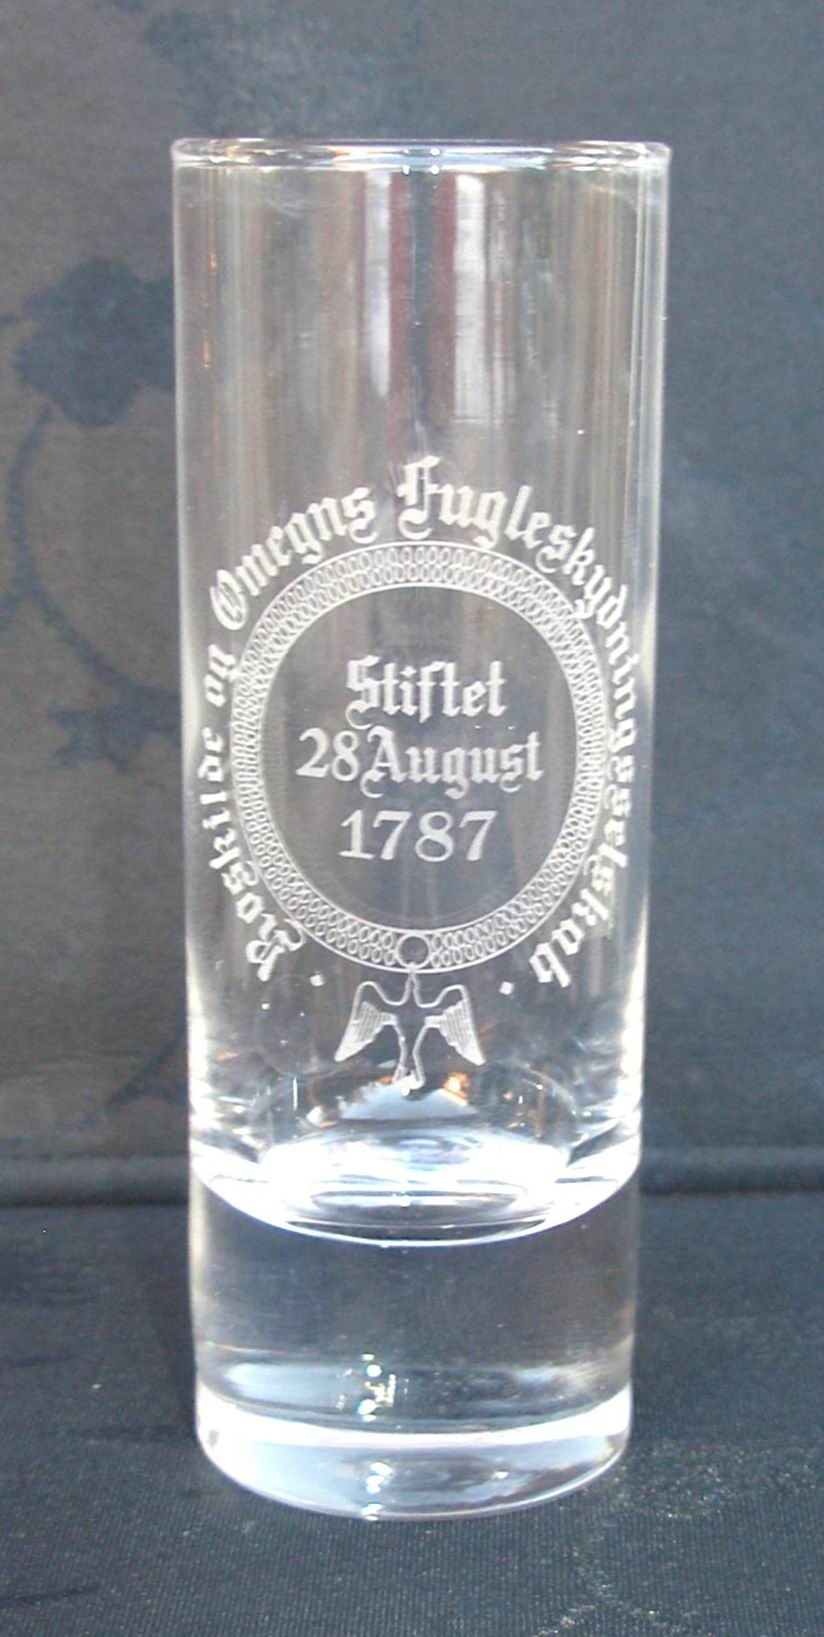 Roskilde og Omegns Fugleskydningsselskab.
Stiftet
28 August
1787